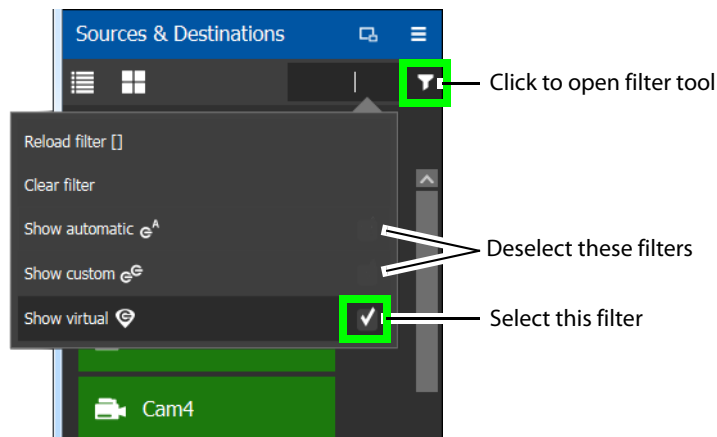 Sources & Destinations
Click to open filter tool
Reload filter []
Clear filter
Show automatic
Deselect these filters
Show custom
Show virtual
Select this filter
Cam4